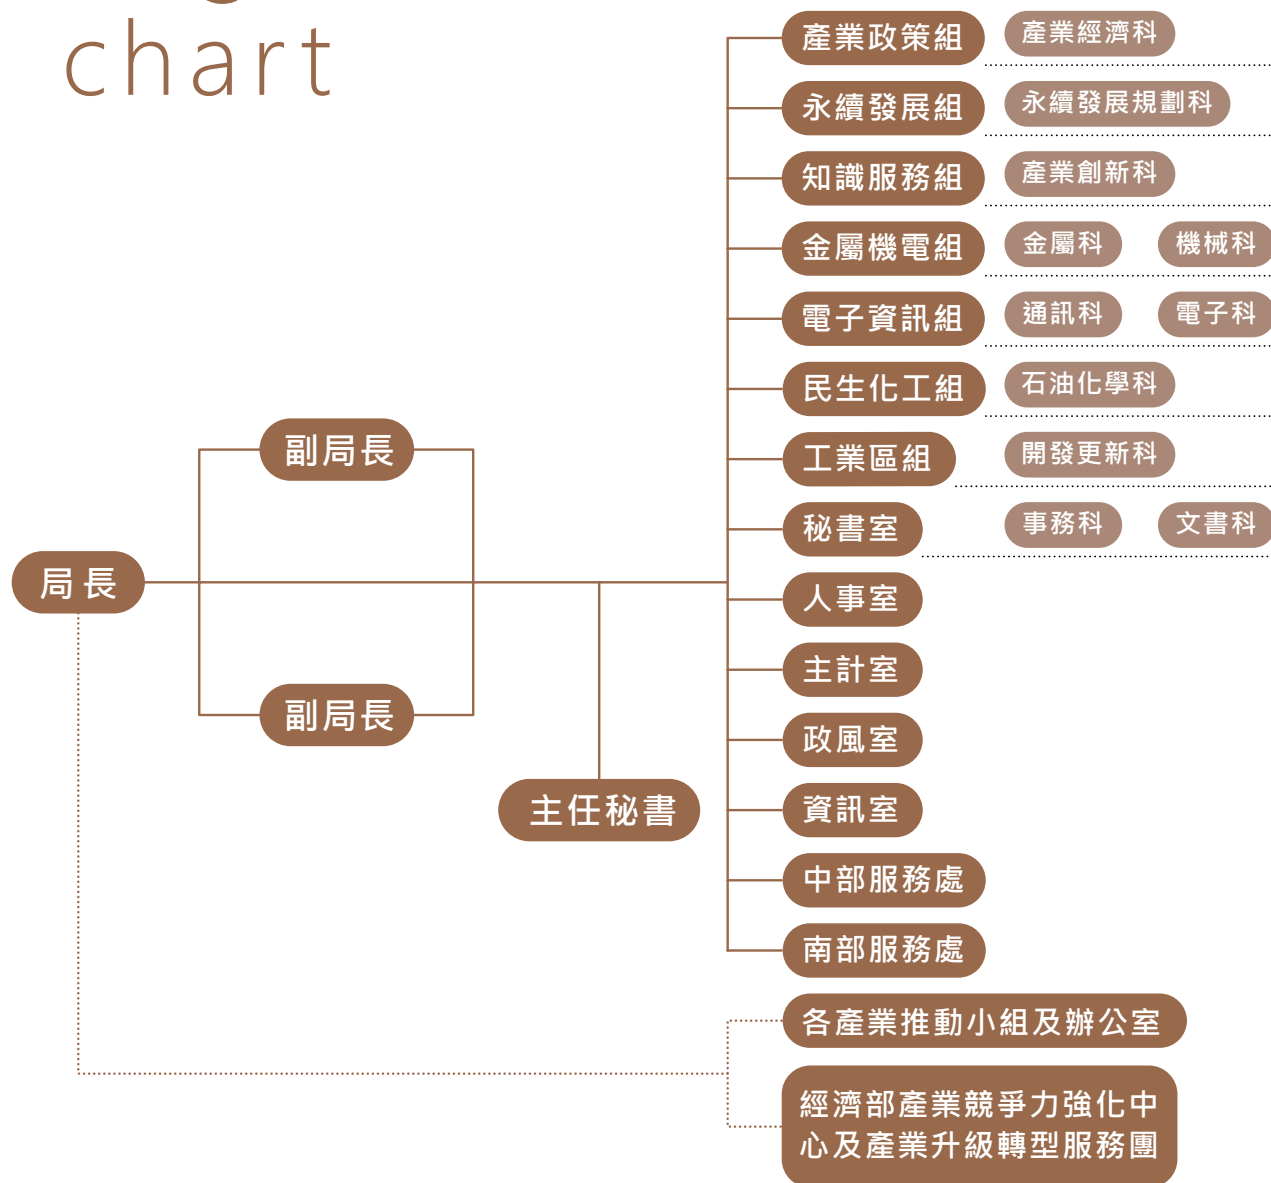 chart
產業政策組 產業經濟科
永續發展組 永續發展規劃科
知識服務組 產業創新科
金屬機電組 金屬科 機械科
電子資訊組 通訊科 電子科
民生化工組 石油化學科
工業區組 開發更新科
秘書室 事務科 文書科
人事室
主計室
政風室
資訊室
中部服務處
南部服務處
副局長
局長
副局長
主任秘書
各產業推動小組及辦公室
經濟部產業競爭力強化中
心及產業升級轉型服務團